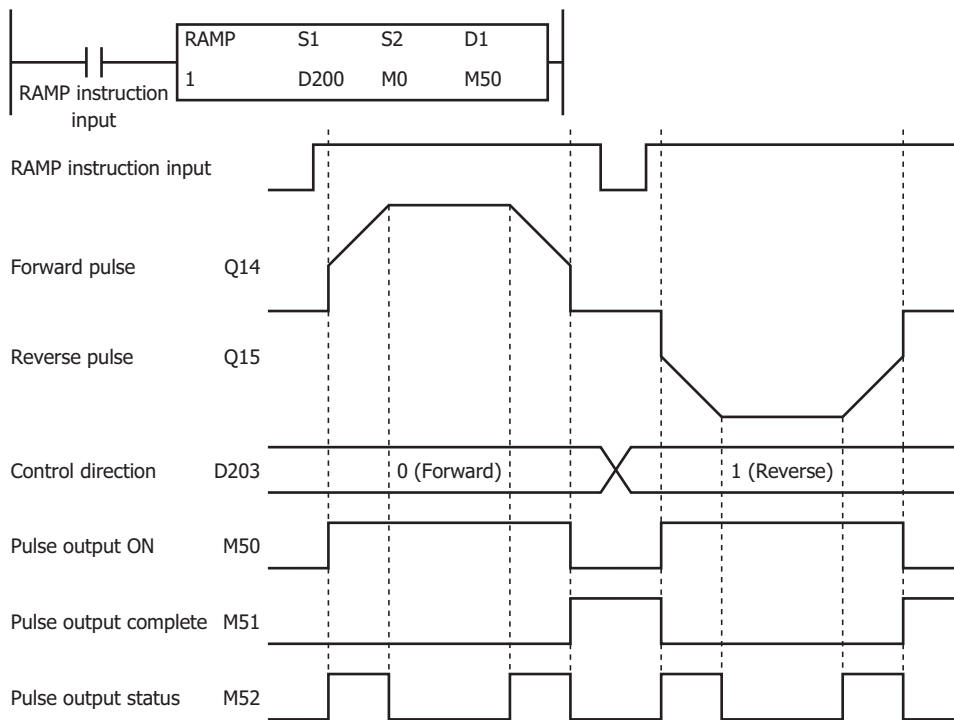 RAMP S1 S2 D1
1 D200 M0 M50
RAMP instruction
input
RAMP instruction input
Forward pulse Q14
Reverse pulse Q15
Control direction D203 0 (Forward) 1 (Reverse)
Pulse output ON M50
Pulse output complete M51
Pulse output status M52